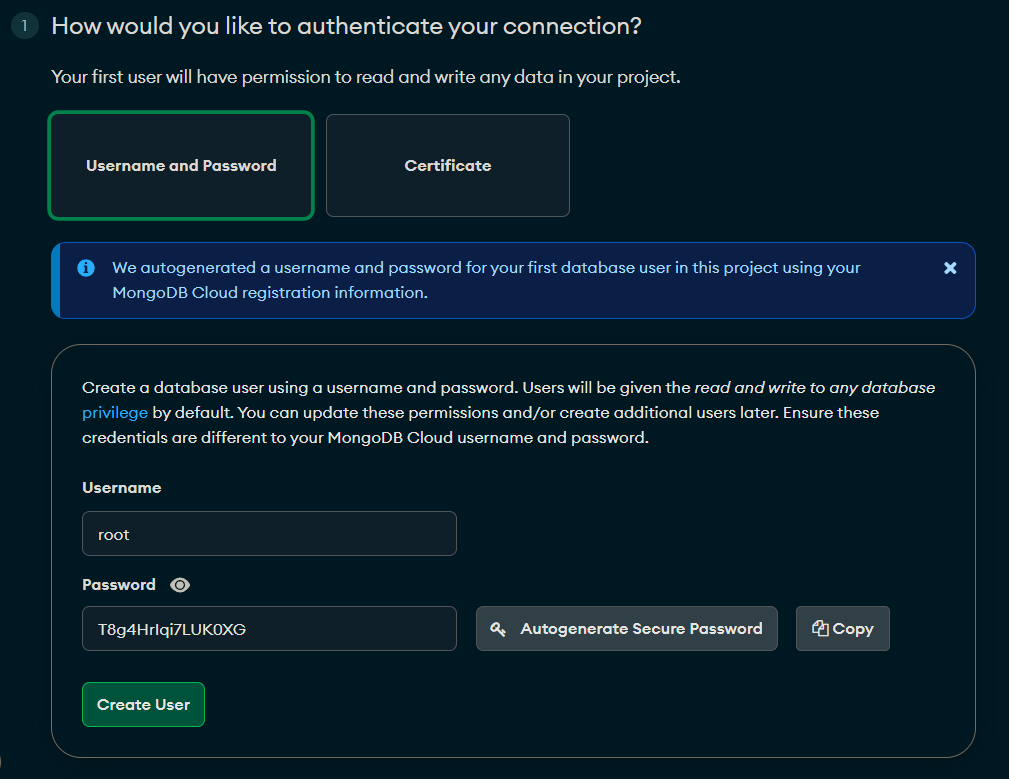 1
How would you like to authenticate your connection?
Your first user will have permission to read and write any data in your project.
Username and Password
Certificate
We autogenerated a username and password for your first database user in this project using your
MongoDB Cloud registration information.
Create a database user using a username and password. Users will be given the read and write to any database
privilege by default. You can update these permissions and/or create additional users later. Ensure these
credentials are different to your MongoDB Cloud username and password.
Username
root
Password
T8g4HrIqi7LUK0XG
Autogenerate Secure Password
Copy
Create User